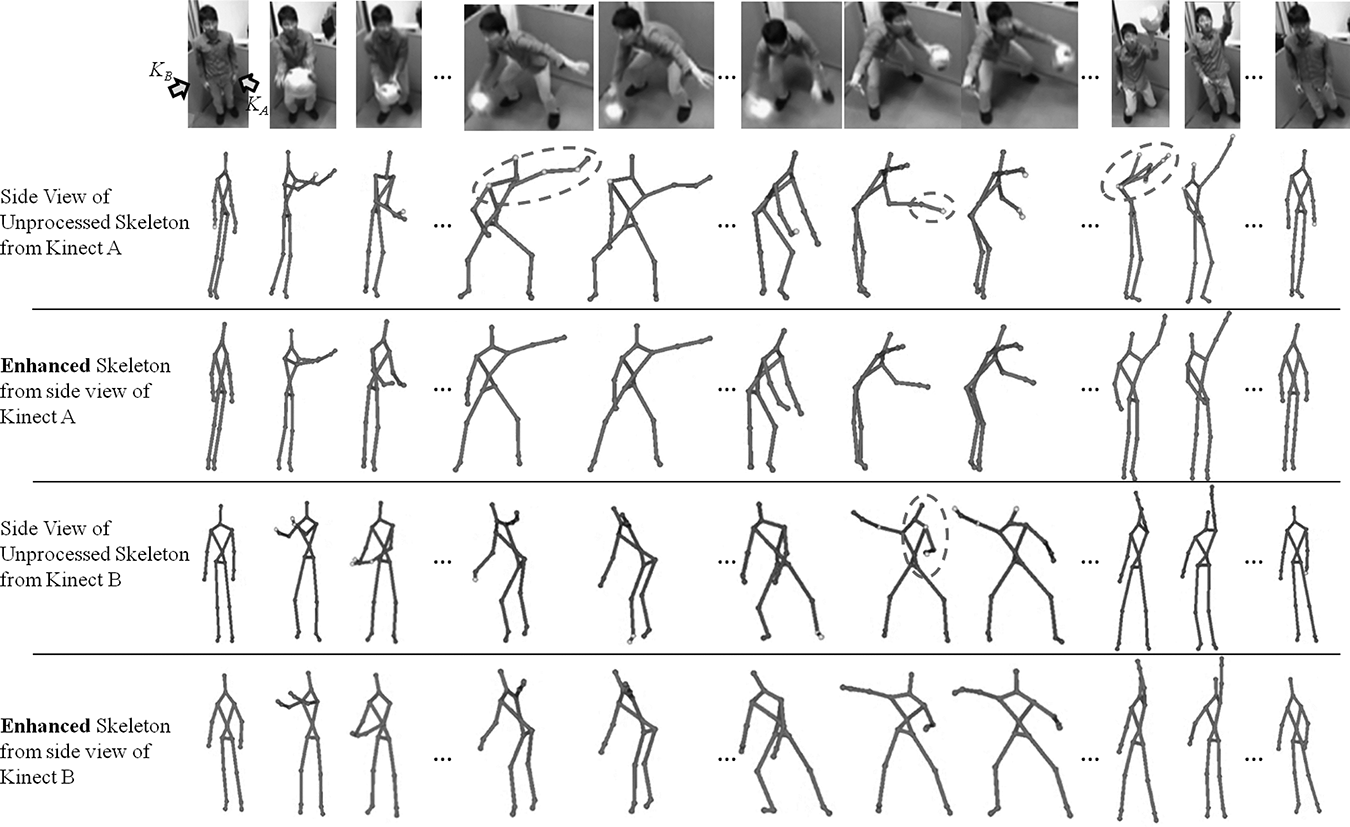 K_B
K_A
... ... ... ...
Side View of
Unprocessed Skeleton
from Kinect A
... ... ... ...
Enhanced Skeleton
from side view of
Kinect A
... ... ... ...
Side View of
Unprocessed Skeleton
from Kinect B
... ... ... ...
Enhanced Skeleton
from side view of
Kinect B
... ... ... ...